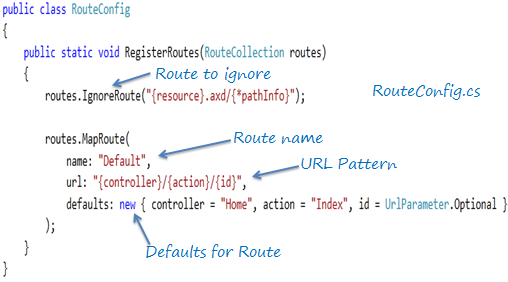 public class RouteConfig
{
public static void RegisterRoutes(RouteCollection routes)
{
Route to ignore
routes.IgnoreRoute("{resource}.axd/{*pathInfo}");
RouteConfig.cs
routes.MapRoute(
Route name
name: "Default",
URL Pattern
url: "{controller}/{action}/{id}",
defaults: new { controller = "Home", action = "Index", id = UrlParameter.Optional }
);
Defaults for Route
}
}